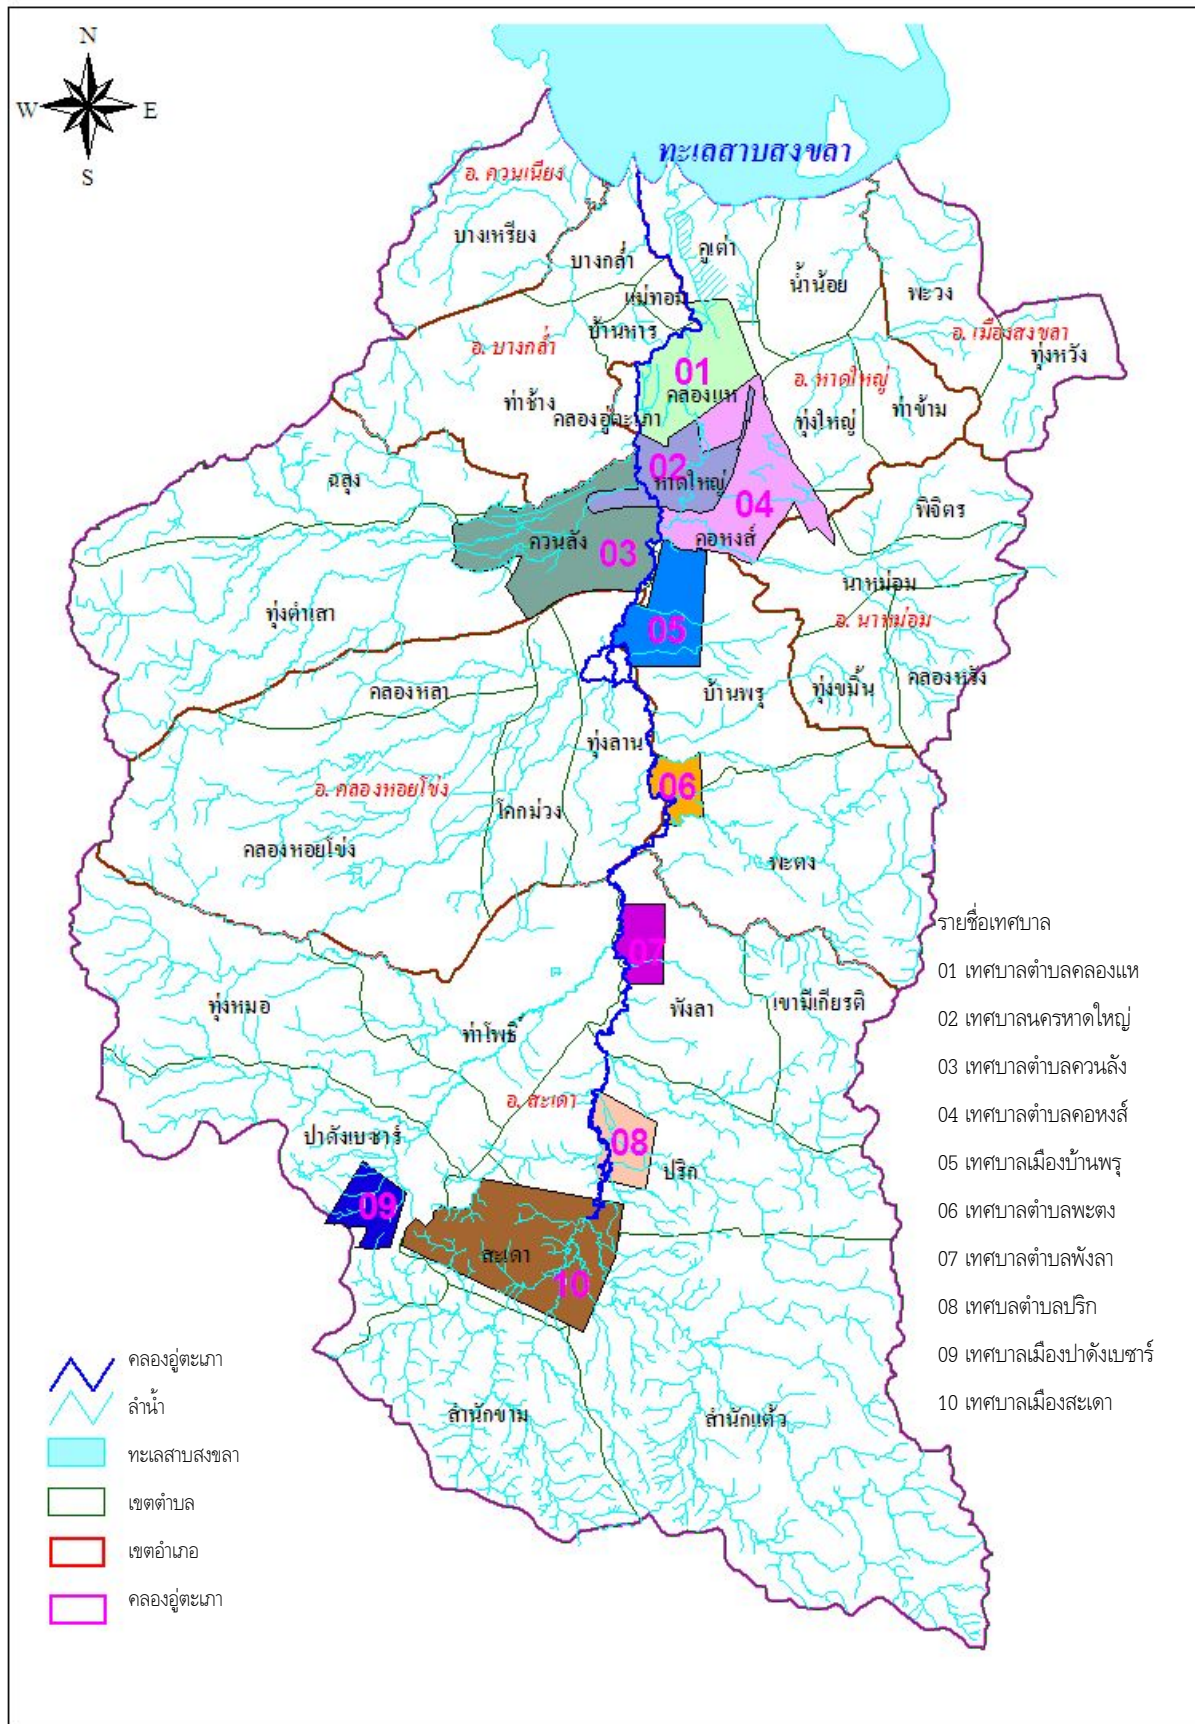 N
W E
S
ทะเลสาบสงขลา
อ. ควนเนียง
บางเหรียง
บางกล่ำ
คูเต่า
น้ำน้อย
พะวง
แม่ทอม
บ้านหาร
อ. บางกล่ำ
อ. เมืองสงขลา
ทุ่งหวัง
01
คลองแห
อ. หาดใหญ่
ท่าช้าง
คลองอู่ตะเภา
ทุ่งใหญ่
ท่าข้าม
ฉลุง
02
หาดใหญ่
04
พิจิตร
ควนลัง
03
คอหงส์
นาหม่อม
ทุ่งตำเสา
05
อ. นาหม่อม
คลองหลา
บ้านพรุ
ทุ่งขมิ้น
คลองหรัง
ทุ่งลาน
อ. คลองหอยโข่ง
06
โคกม่วง
คลองหอยโข่ง
พะตง
07
ทุ่งหมอ
ท่าโพธิ์
พังลา
เขามีเกียรติ
อ. สะเดา
ปาดังเบซาร์
08
ปริก
09
สะเดา
10
สำนักขาม
สำนักแต้ว
รายชื่อเทศบาล
01 เทศบาลตำบลคลองแห
02 เทศบาลนครหาดใหญ่
03 เทศบาลตำบลควนลัง
04 เทศบาลตำบลคอหงส์
05 เทศบาลเมืองบ้านพรุ
06 เทศบาลตำบลพะตง
07 เทศบาลตำบลพังลา
08 เทศบลตำบลปริก
09 เทศบาลเมืองปาดังเบซาร์
10 เทศบาลเมืองสะเดา
คลองอู่ตะเภา
ลำน้ำ
ทะเลสาบสงขลา
เขตตำบล
เขตอำเภอ
คลองอู่ตะเภา